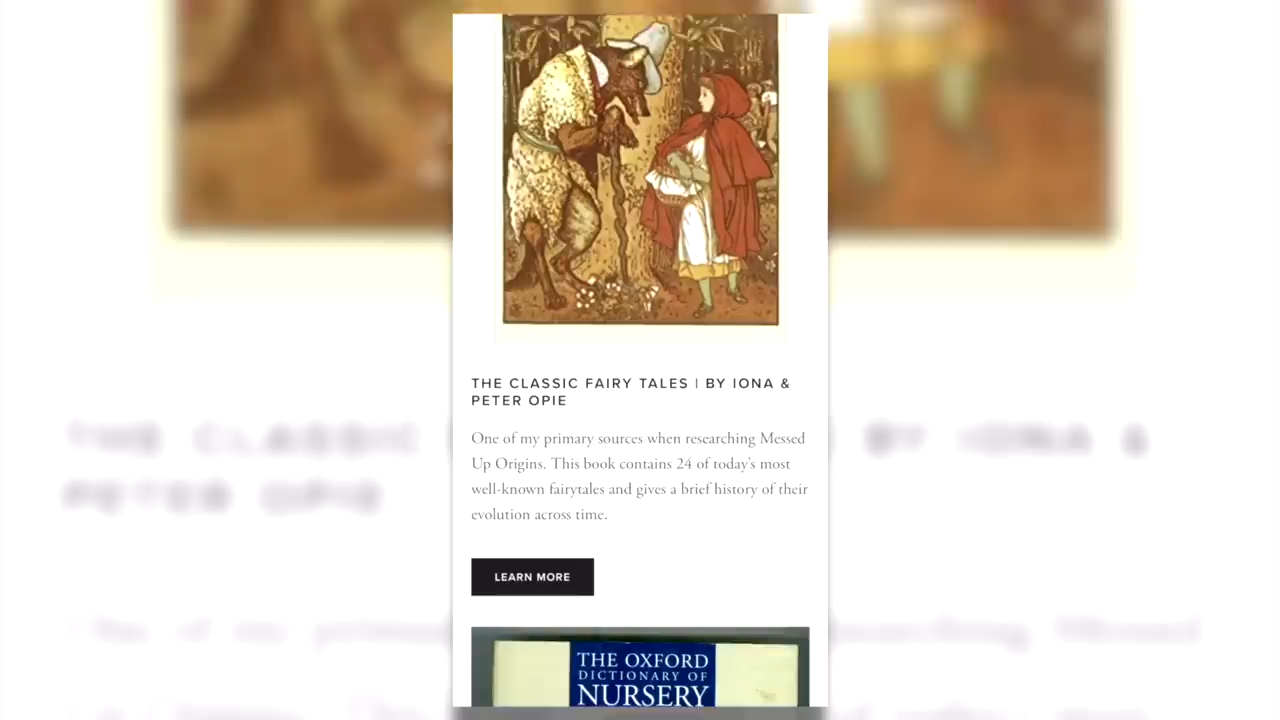 THE CLASSIC FAIRY TALES | BY IONA &
PETER OPIE
One of my primary sources when researching Messed
Up Origins. This book contains 24 of today's most
well-known fairytales and gives a brief history of their
evolution across time.
LEARN MORE
THE OXFORD
DICTIONARY OF
NURSERY